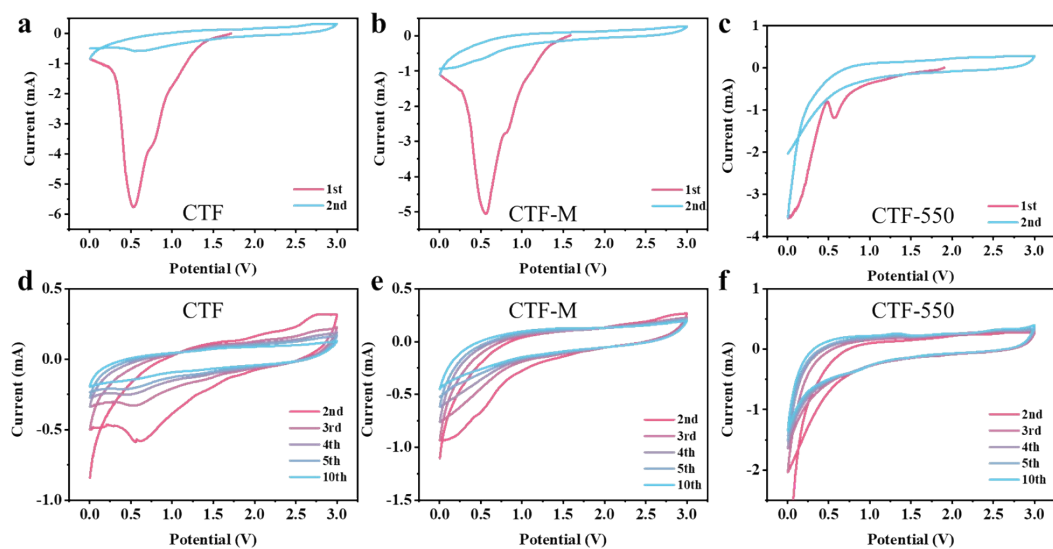 a
0
-1
-2
-3
-4
-5
-6
Current (mA)
0.0 0.5 1.0 1.5 2.0 2.5 3.0
Potential (V)
1st
2nd
CTF
b
0
-1
-2
-3
-4
-5
Current (mA)
0.0 0.5 1.0 1.5 2.0 2.5 3.0
Potential (V)
1st
2nd
CTF-M
c
1
0
-1
-2
-3
-4
Current (mA)
0.0 0.5 1.0 1.5 2.0 2.5 3.0
Potential (V)
1st
2nd
CTF-550
d
CTF
0.5
0.0
-0.5
-1.0
Current (mA)
0.0 0.5 1.0 1.5 2.0 2.5 3.0
Potential (V)
2nd
3rd
4th
5th
10th
e
CTF-M
0.5
0.0
-0.5
-1.0
-1.5
Current (mA)
0.0 0.5 1.0 1.5 2.0 2.5 3.0
Potential (V)
2nd
3rd
4th
5th
10th
f
CTF-550
1
0
-1
-2
Current (mA)
0.0 0.5 1.0 1.5 2.0 2.5 3.0
Potential (V)
2nd
3rd
4th
5th
10th